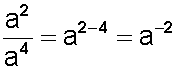 a²/a⁴ = a²⁻⁴ = a⁻²